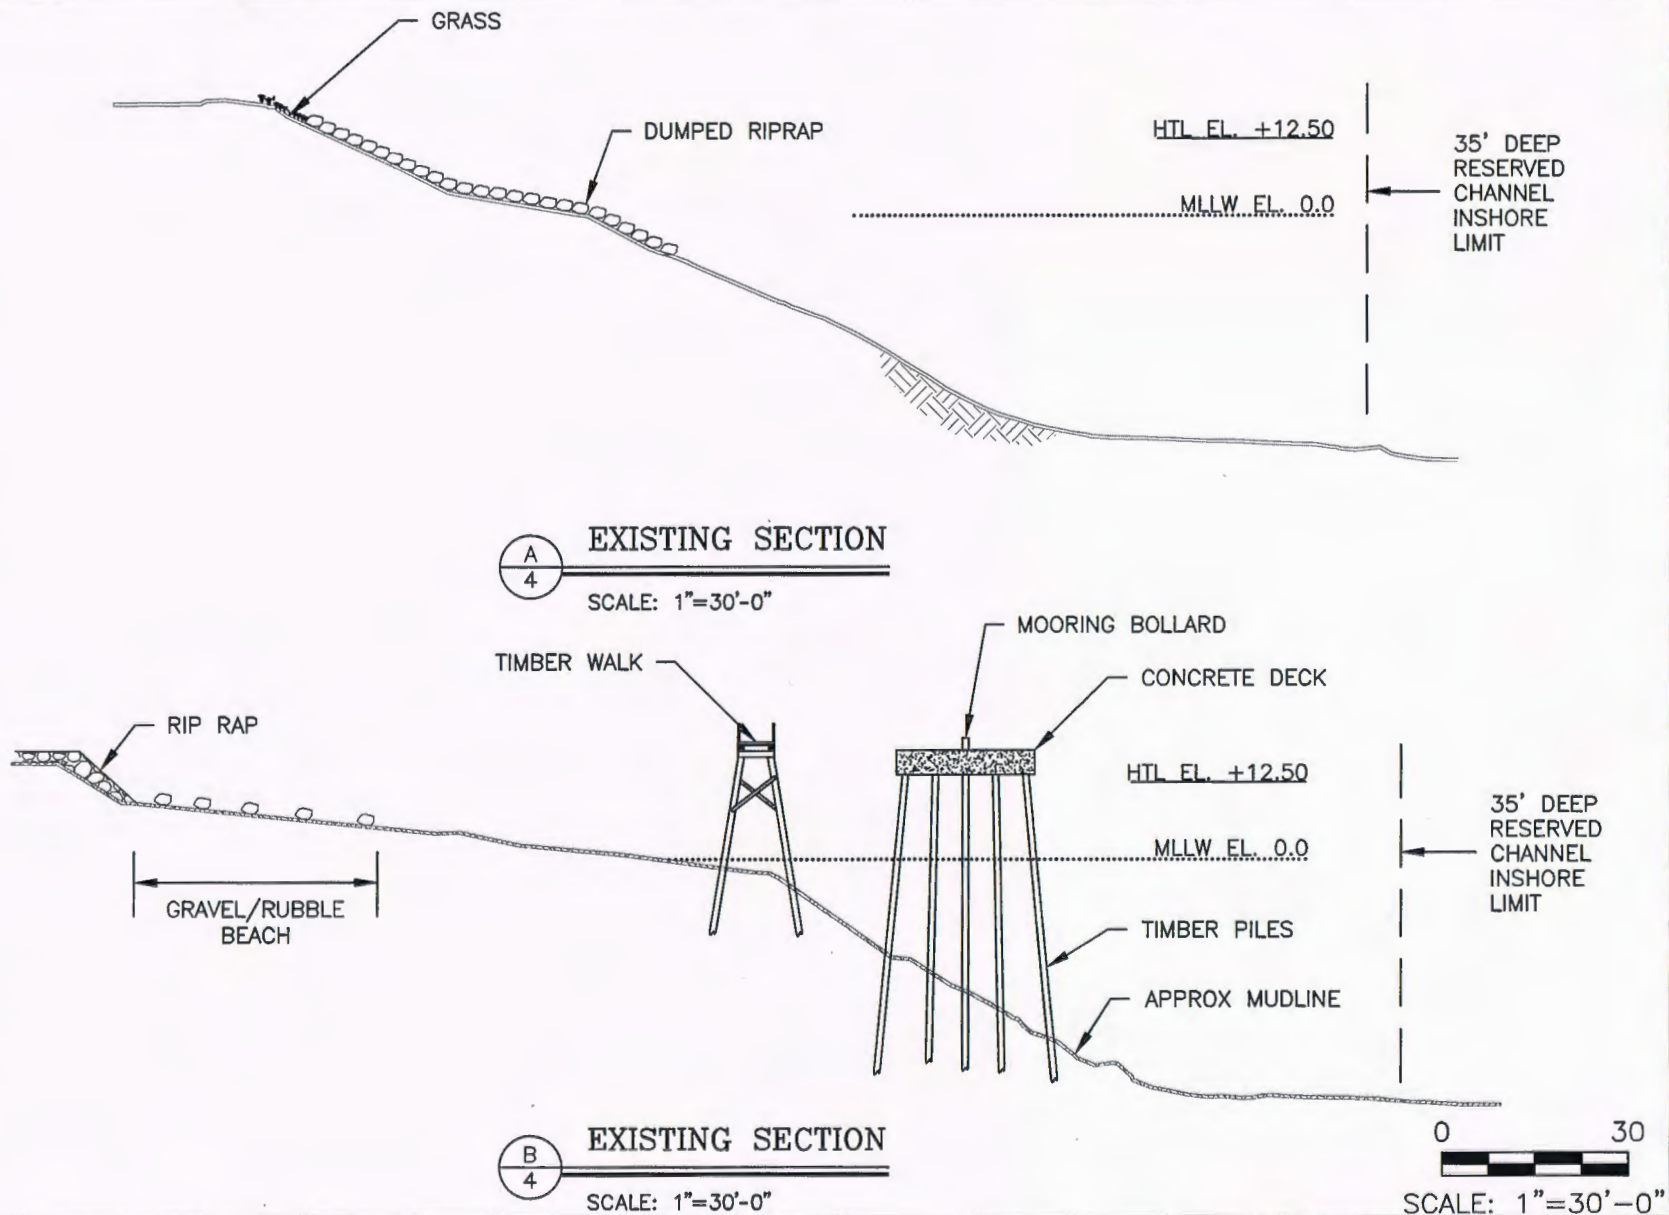 GRASS
DUMPED RIPRAP
HTL EL. +12.50
MLLW EL. 0.0
35' DEEP
RESERVED
CHANNEL
INSHORE
LIMIT
A
4
EXISTING SECTION
SCALE: 1"=30'-0"
MOORING BOLLARD
TIMBER WALK
CONCRETE DECK
RIP RAP
HTL EL. +12.50
MLLW EL. 0.0
35' DEEP
RESERVED
CHANNEL
INSHORE
LIMIT
GRAVEL/RUBBLE
BEACH
TIMBER PILES
APPROX MUDLINE
B
4
EXISTING SECTION
SCALE: 1"=30'-0"
0 30
SCALE: 1"=30'-0"